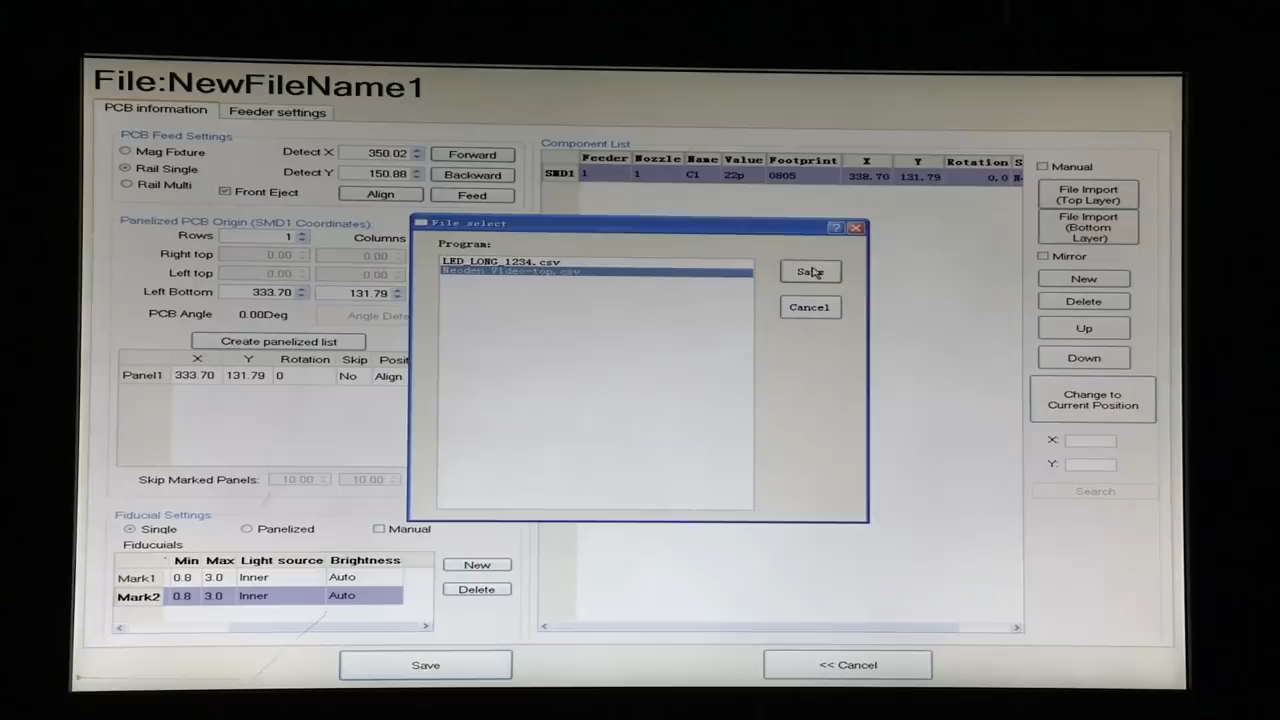 File:NewFileName1
PCB information
Feeder settings
PCB Feed Settings
Mag Fixture
Detect X
350.02
Forward
Rail Single
Detect Y
150.88
Backward
Rail Multi
Front Eject
Align
Feed
Panelized PCB Origin (SMD1 Coordinates):
Rows
1
Columns
Right top
0.00
0.00
Left top
0.00
0.00
Left Bottom
333.70
131.79
PCB Angle
0.00Deg
Create panelized list
X Y Rotation Skip
Panel1 333.70 131.79 0 No Align
Skip Marked Panels:
10.00
10.00
Fiducial Settings
Single
Panelized
Manual
Fiducuials
Min Max Light source Brightness
Mark1 0.8 3.0 Inner Auto
Mark2 0.8 3.0 Inner Auto
New
Delete
Component List
Feeder Nozzle Name Value Footprint X Y Rotation S
SMD1 1 1 C1 22p 0805 338.70 131.79 0.0
File select
Program:
LED_LONG_1234.csv
Neoden Video-top.csv
Save
Cancel
Manual
File Import
(Top Layer)
File Import
(Bottom
Layer)
Mirror
New
Delete
Up
Down
Change to
Current Position
X:
Y:
Search
Save
<< Cancel